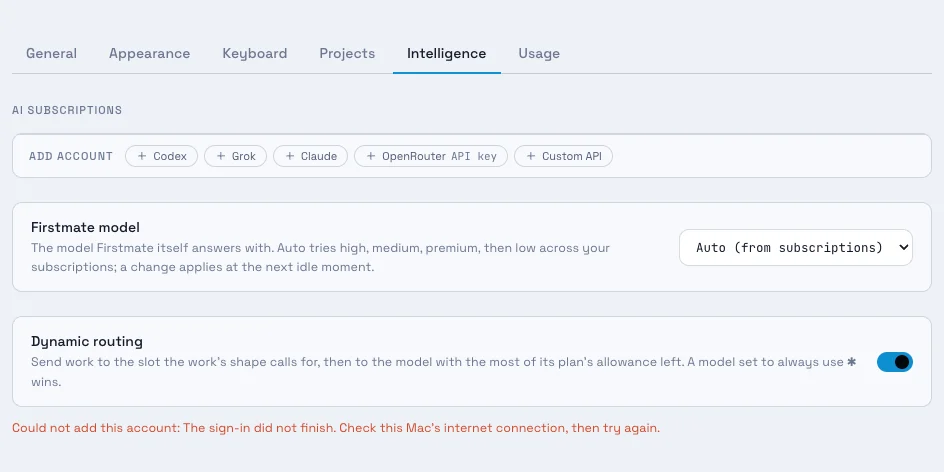 General Appearance Keyboard Projects Intelligence Usage
AI SUBSCRIPTIONS
ADD ACCOUNT + Codex + Grok + Claude + OpenRouter API key + Custom API
Firstmate model
The model Firstmate itself answers with. Auto tries high, medium, premium, then low across your
subscriptions; a change applies at the next idle moment.
Auto (from subscriptions)
Dynamic routing
Send work to the slot the work's shape calls for, then to the model with the most of its plan's allowance left. A model set to always use ✱
wins.
Could not add this account: The sign-in did not finish. Check this Mac's internet connection, then try again.